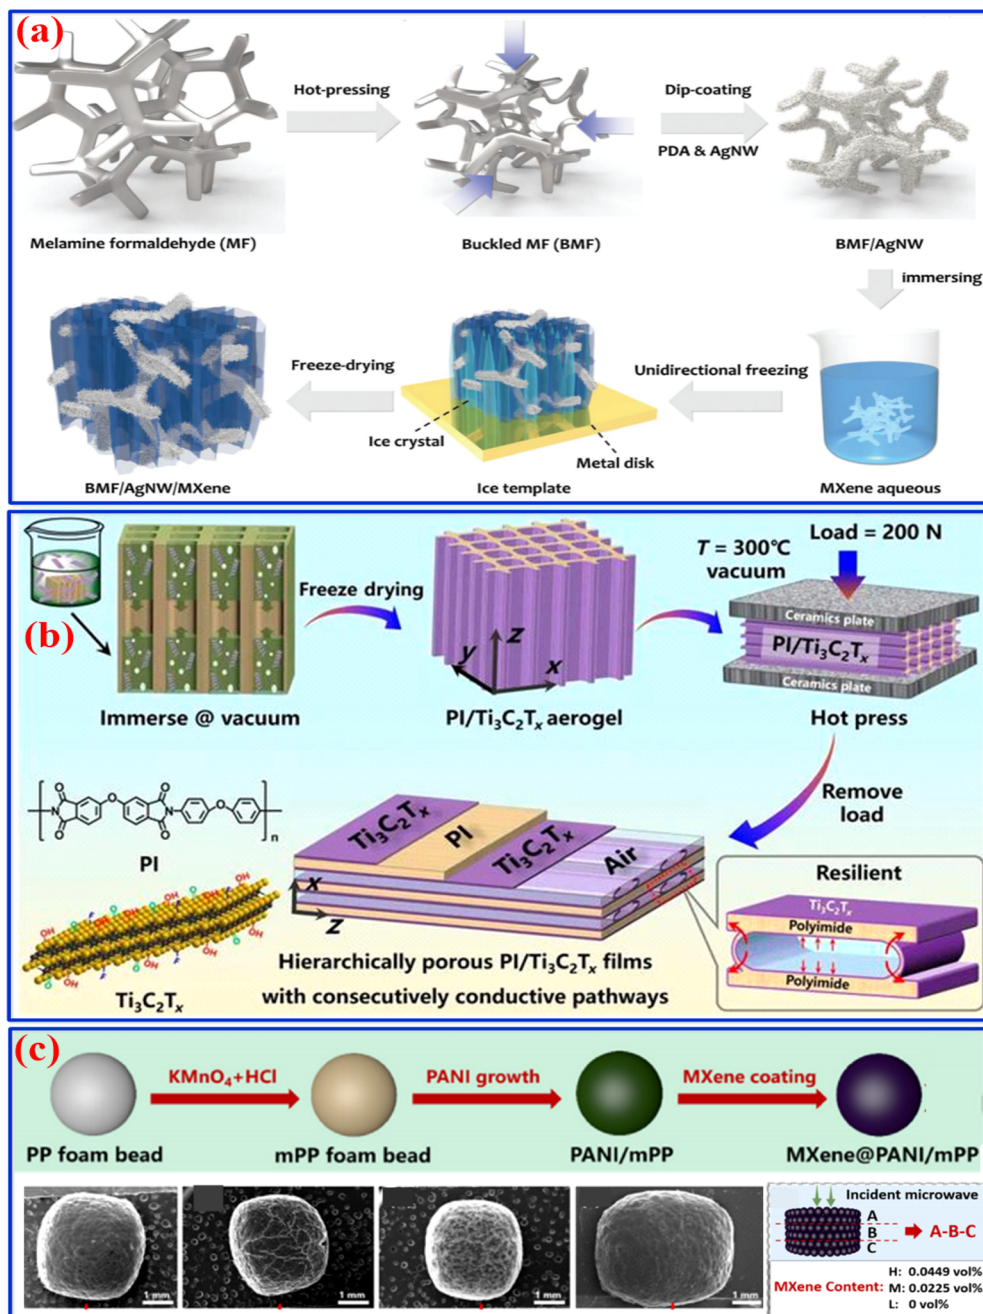 (a)
Hot-pressing
Dip-coating
PDA & AgNW
Melamine formaldehyde (MF)
Buckled MF (BMF)
BMF/AgNW
immersing
Freeze-drying
Unidirectional freezing
Ice crystal
Metal disk
BMF/AgNW/MXene
Ice template
MXene aqueous
(b)
Freeze drying
T = 300℃
vacuum
Load = 200 N
Ceramics plate
PI/Ti₃C₂Tₓ
Ceramics plate
z
y
x
Immerse @ vacuum
PI/Ti₃C₂Tₓ aerogel
Hot press
Remove
load
O
O
O
N
O
O
N
O
O
n
PI
Ti₃C₂Tₓ
PI
Ti₃C₂Tₓ
Air
x
z
Resilient
Ti₃C₂Tₓ
Polyimide
Polyimide
OH
O
F
OH
Ti₃C₂Tₓ
Hierarchically porous PI/Ti₃C₂Tₓ films
with consecutively conductive pathways
(c)
KMnO₄+HCl
PANI growth
MXene coating
PP foam bead
mPP foam bead
PANI/mPP
MXene@PANI/mPP
1 mm
1 mm
1 mm
1 mm
Incident microwave
A
B
C
A-B-C
MXene Content:
H: 0.0449 vol%
M: 0.0225 vol%
L: 0 vol%